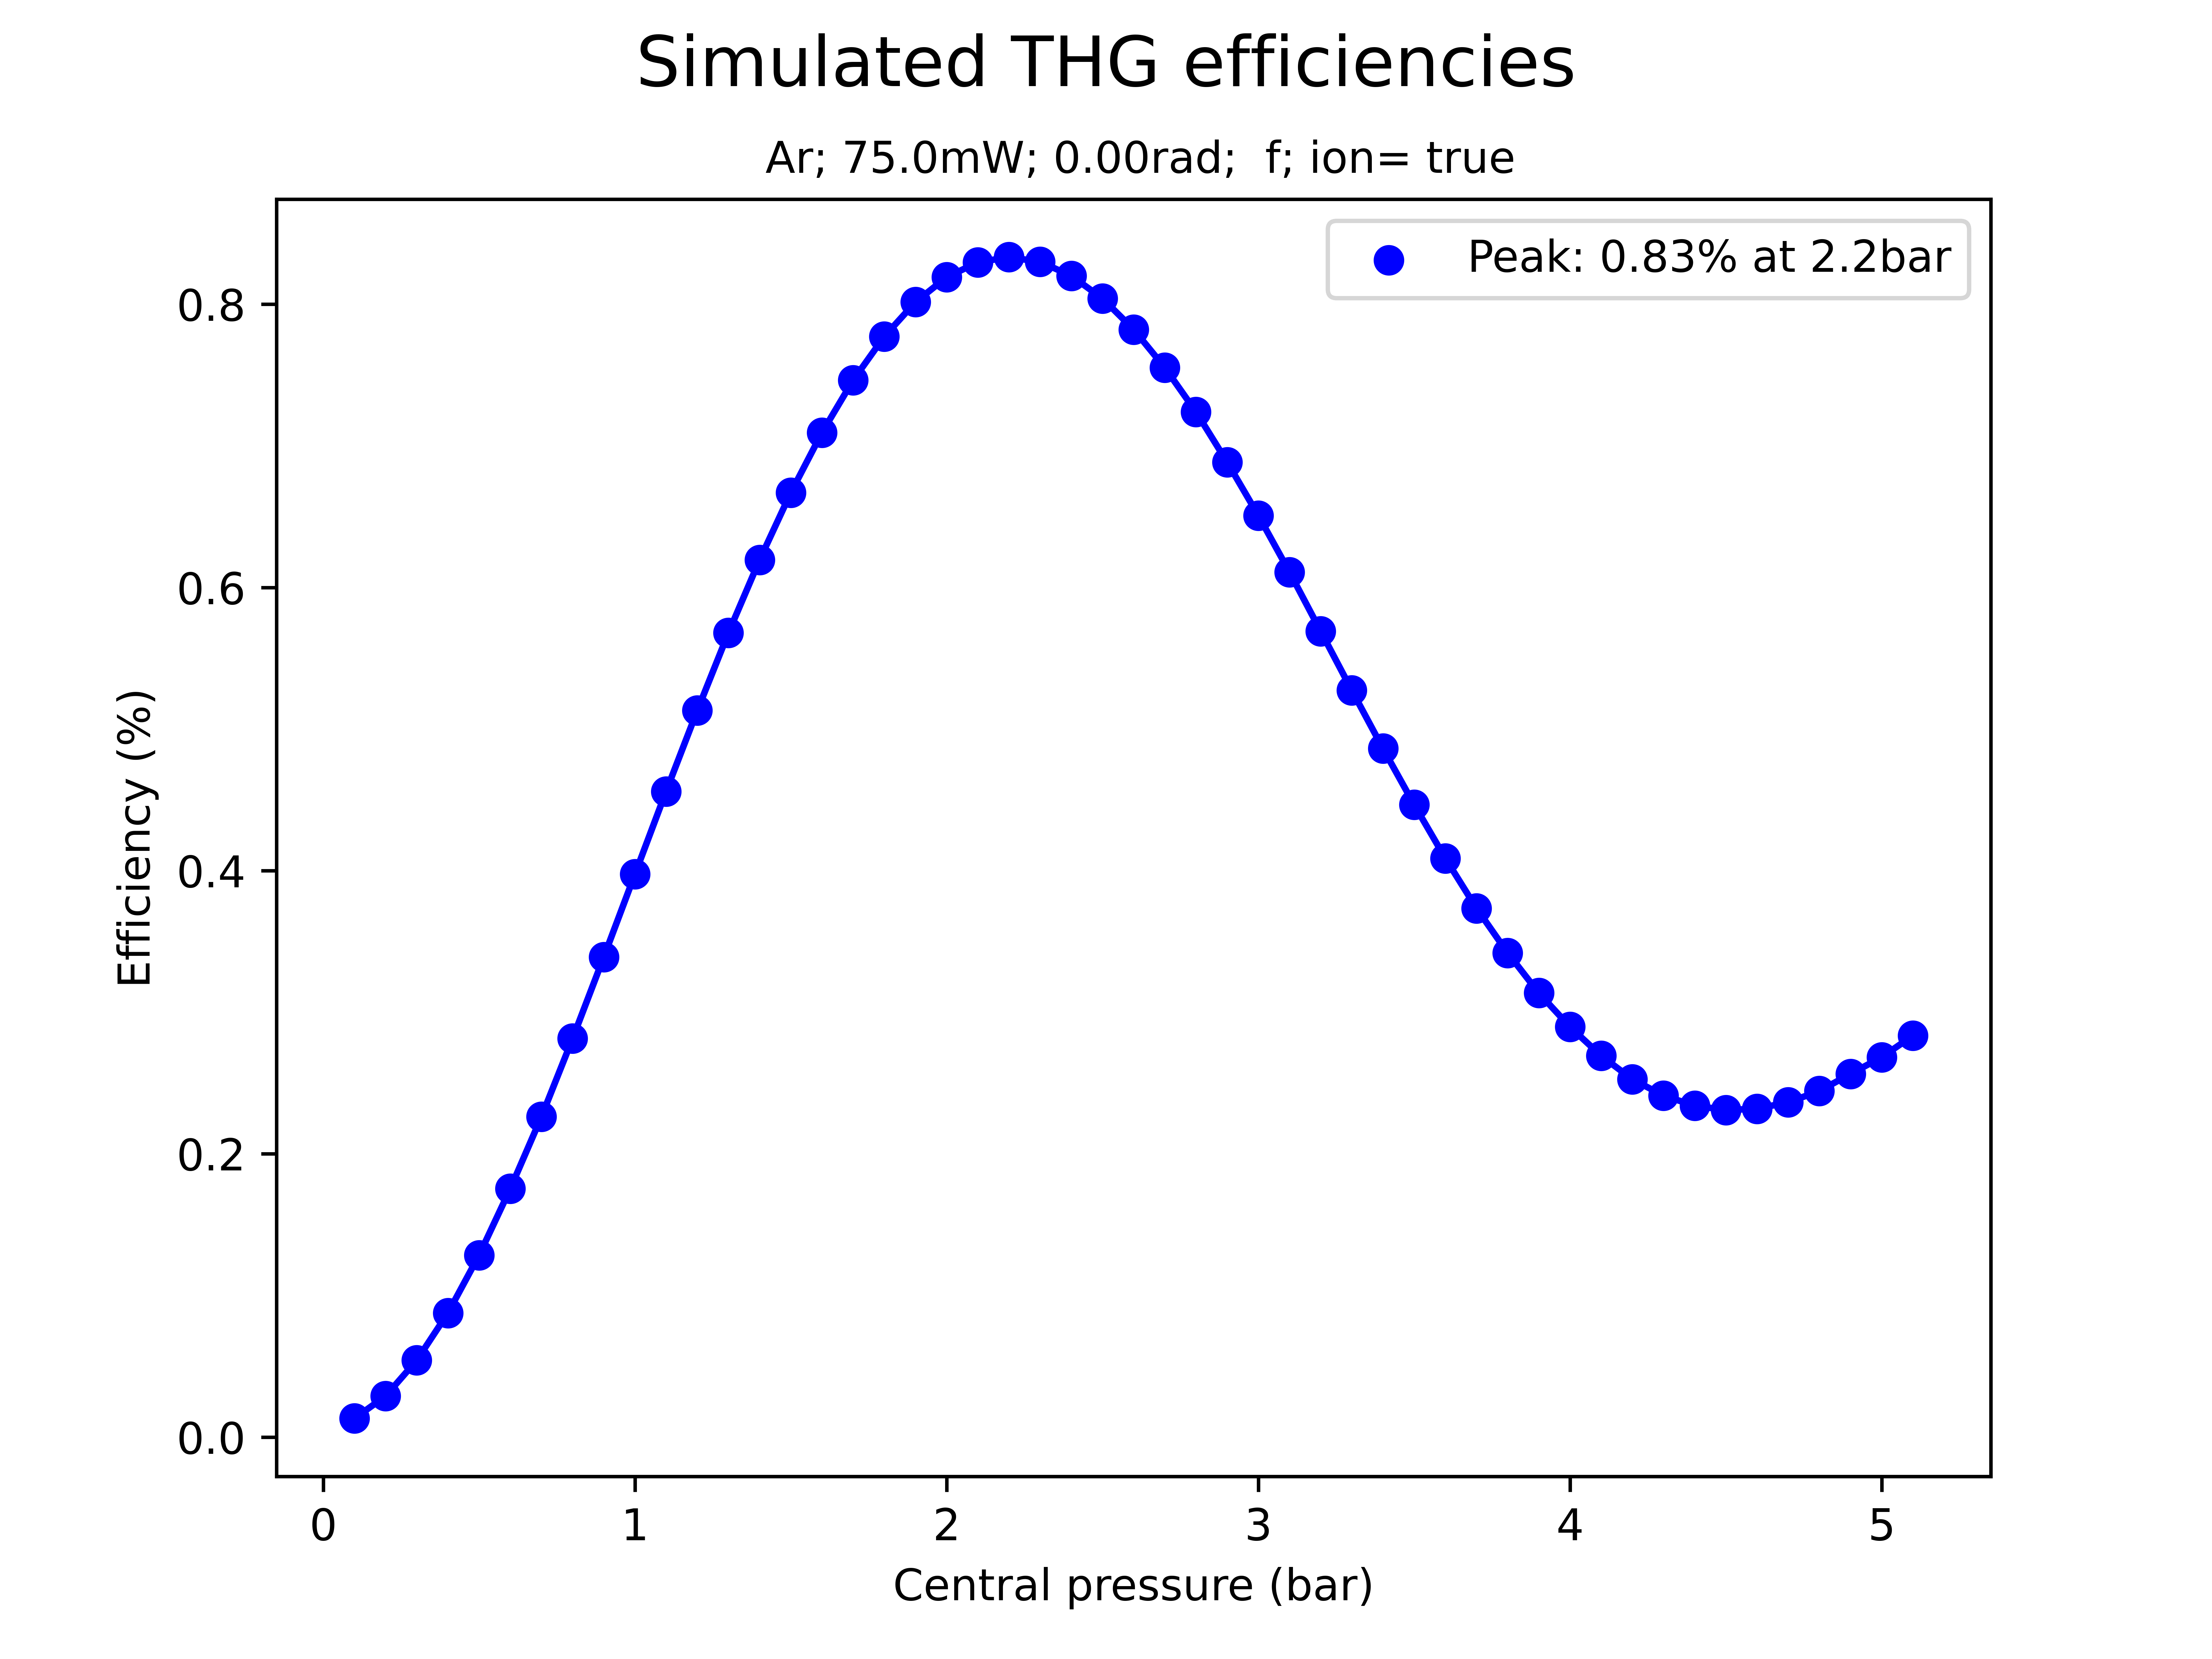 Simulated THG efficiencies
Ar; 75.0mW; 0.00rad;  f; ion= true
Peak: 0.83% at 2.2bar
Efficiency (%)
0.8
0.6
0.4
0.2
0.0
0 1 2 3 4 5
Central pressure (bar)